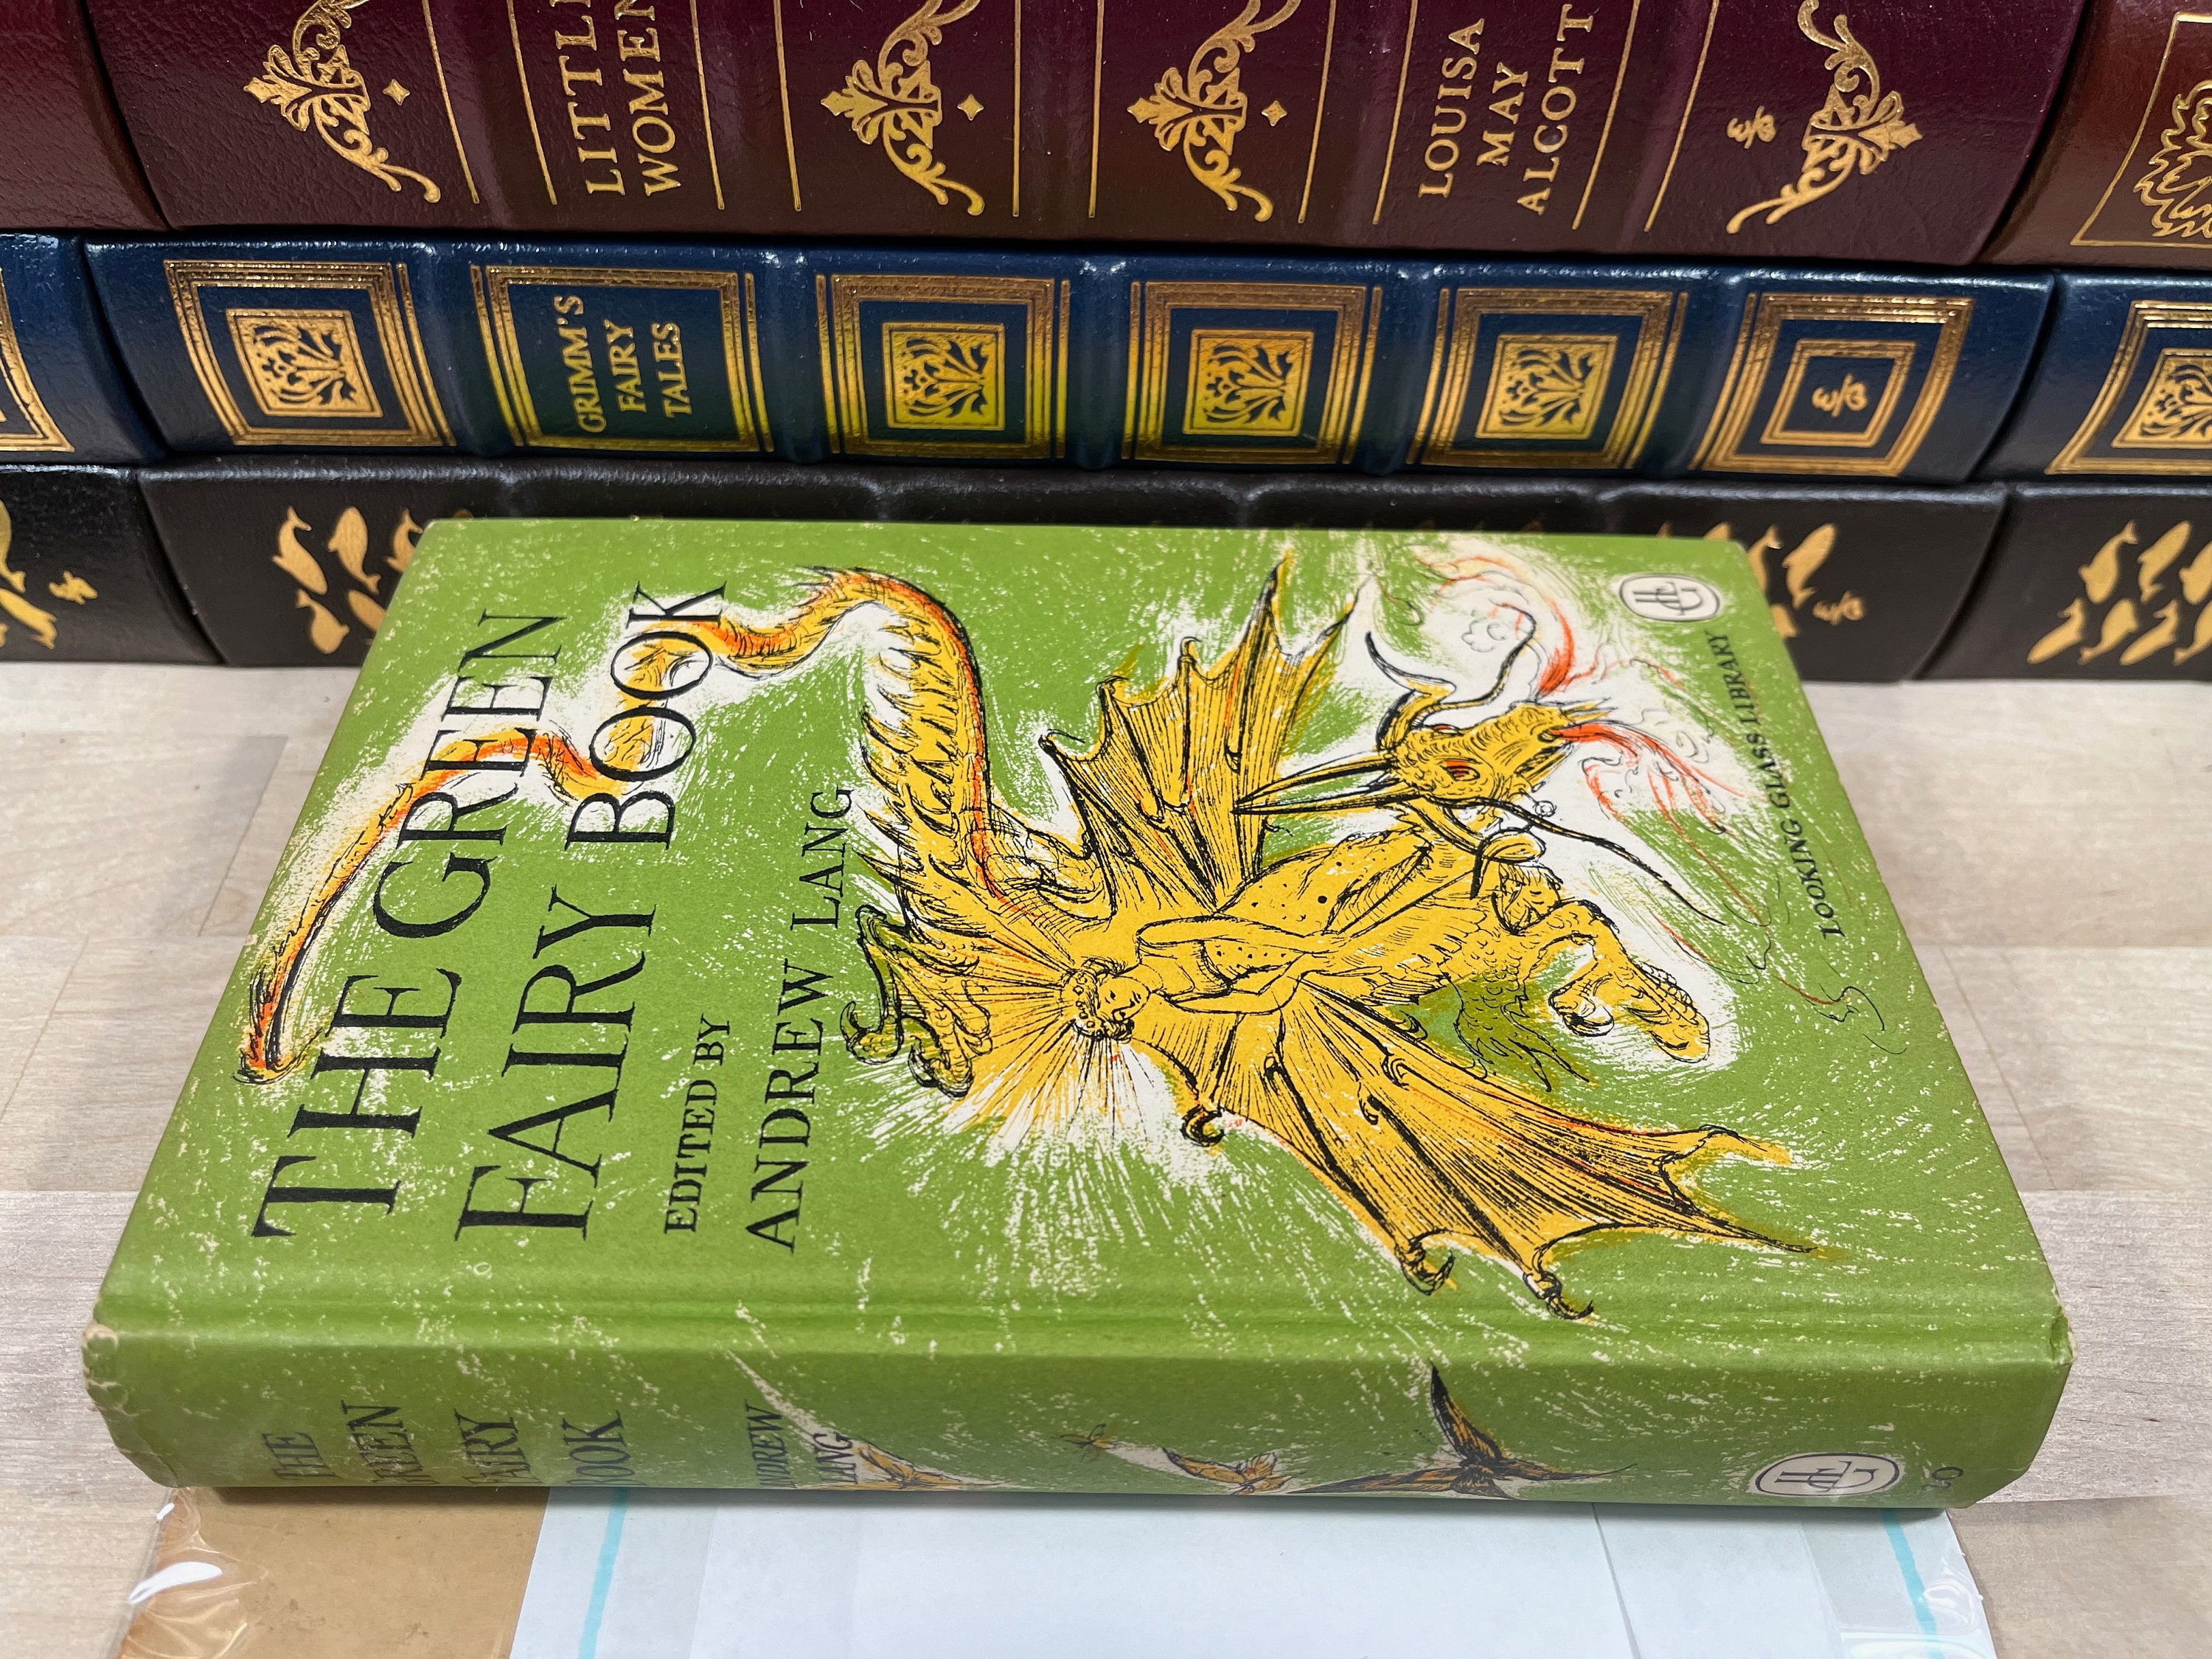 LITTLE
WOMEN
LOUISA
MAY
ALCOTT
GRIMM'S
FAIRY
TALES
THE GREEN
FAIRY BOOK
EDITED BY
ANDREW LANG
LOOKING GLASS LIBRARY
THE
GREEN
FAIRY
BOOK
ANDREW
LANG